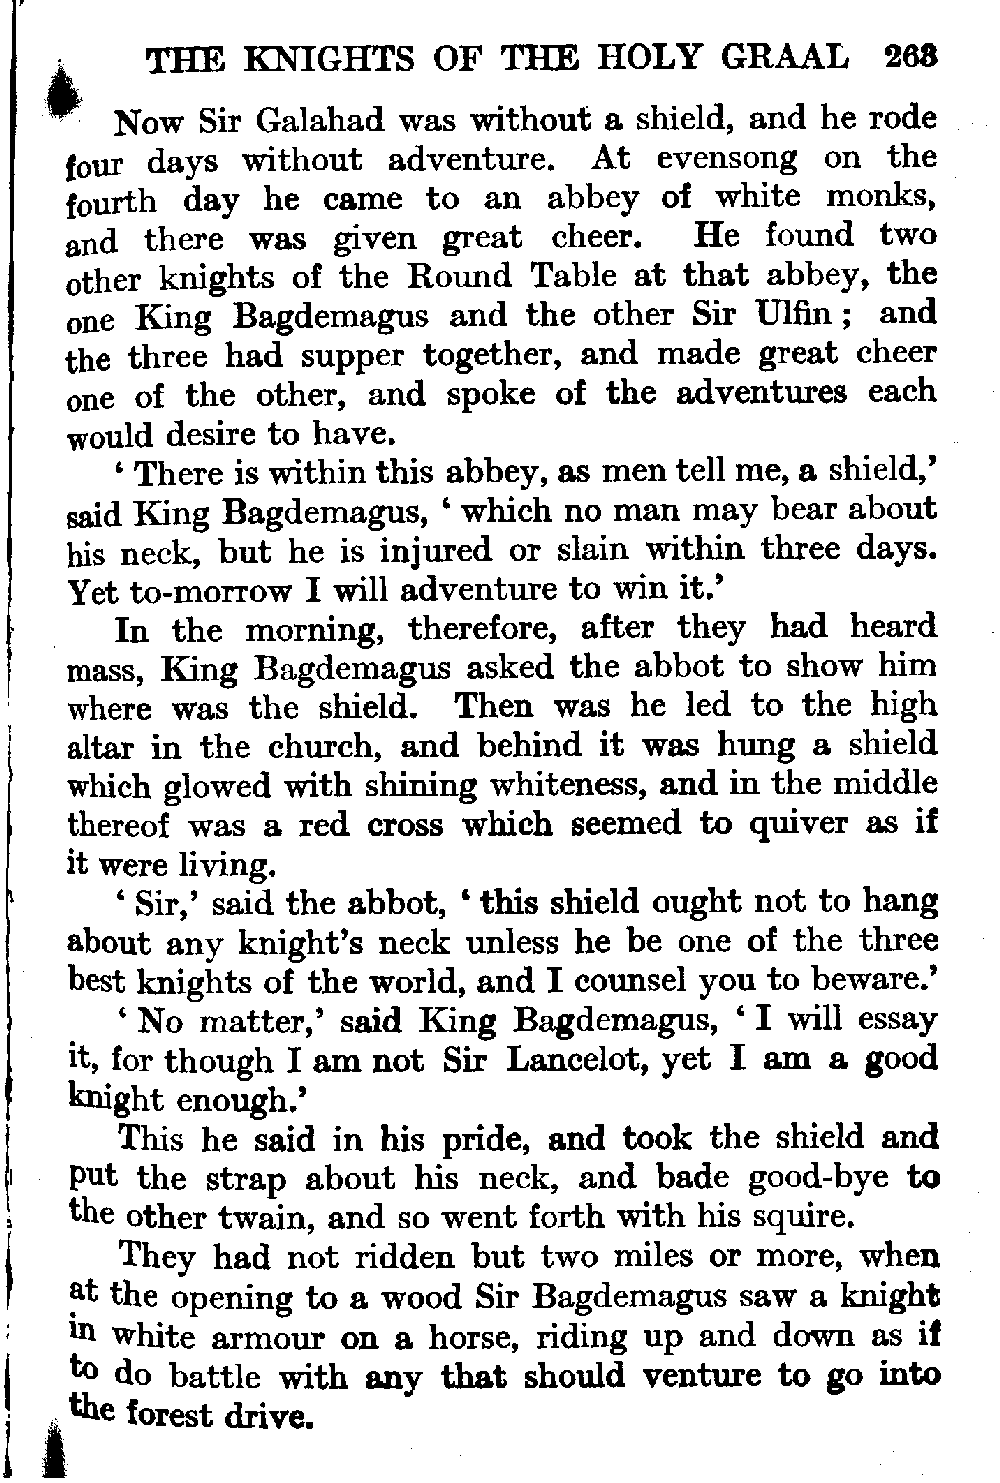 THE KNIGHTS OF THE HOLY GRAAL 263
Now Sir Galahad was without a shield, and he rode
four days without adventure. At evensong on the
fourth day he came to an abbey of white monks,
and there was given great cheer. He found two
other knights of the Round Table at that abbey, the
one King Bagdemagus and the other Sir Ulfin ; and
the three had supper together, and made great cheer
one of the other, and spoke of the adventures each
would desire to have.
‘ There is within this abbey, as men tell me, a shield,’
said King Bagdemagus, ‘ which no man may bear about
his neck, but he is injured or slain within three days.
Yet to-morrow I will adventure to win it.’
In the morning, therefore, after they had heard
mass, King Bagdemagus asked the abbot to show him
where was the shield. Then was he led to the high
altar in the church, and behind it was hung a shield
which glowed with shining whiteness, and in the middle
thereof was a red cross which seemed to quiver as if
it were living.
‘ Sir,’ said the abbot, ‘ this shield ought not to hang
about any knight’s neck unless he be one of the three
best knights of the world, and I counsel you to beware.’
‘ No matter,’ said King Bagdemagus, ‘ I will essay
it, for though I am not Sir Lancelot, yet I am a good
knight enough.’
This he said in his pride, and took the shield and
put the strap about his neck, and bade good-bye to
the other twain, and so went forth with his squire.
They had not ridden but two miles or more, when
at the opening to a wood Sir Bagdemagus saw a knight
in white armour on a horse, riding up and down as if
to do battle with any that should venture to go into
the forest drive.